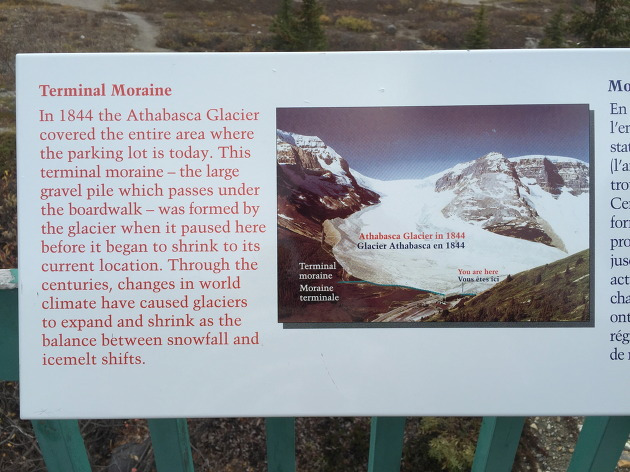 Terminal Moraine
In 1844 the Athabasca Glacier
covered the entire area where
the parking lot is today. This
terminal moraine – the large
gravel pile which passes under
the boardwalk – was formed by
the glacier when it paused here
before it began to shrink to its
current location. Through the
centuries, changes in world
climate have caused glaciers
to expand and shrink as the
balance between snowfall and
icemelt shifts.
Athabasca Glacier in 1844
Glacier Athabasca en 1844
Terminal
moraine
Moraine
terminale
You are here
Vous êtes ici
En
de